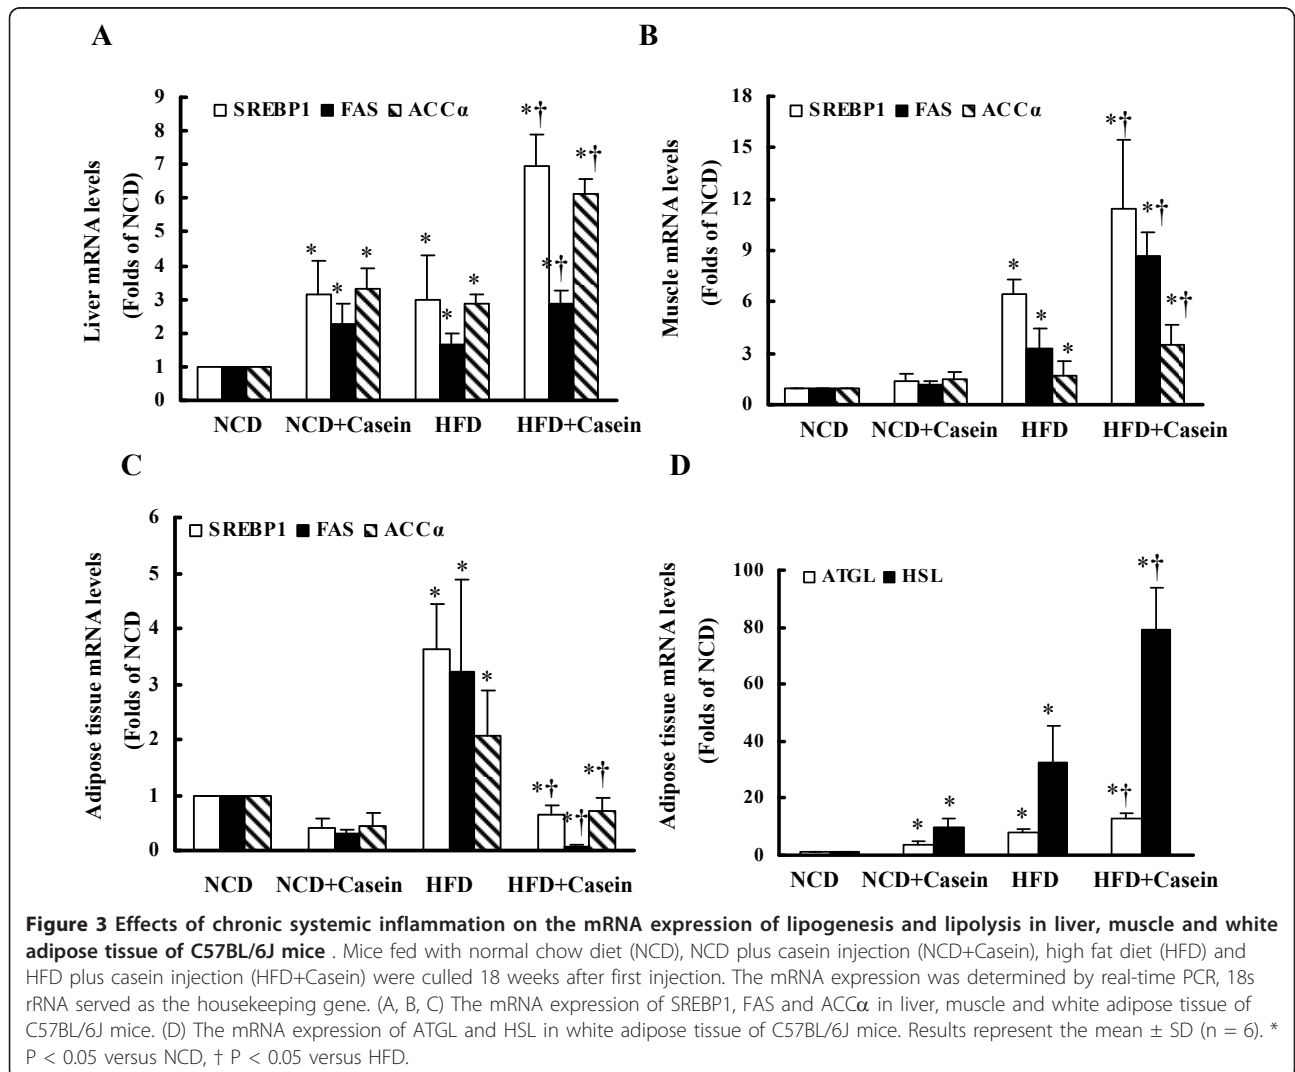 A
B
9
8
7
6
5
4
3
2
1
0
Liver mRNA levels
(Folds of NCD)
SREBP1 FAS ACCα
* * * * * * *† *† *†
NCD NCD+Casein HFD HFD+Casein
18
15
12
9
6
3
0
Muscle mRNA levels
(Folds of NCD)
SREBP1 FAS ACCα
* * * *† *† *†
NCD NCD+Casein HFD HFD+Casein
C
D
6
5
4
3
2
1
0
Adipose tissue mRNA levels
(Folds of NCD
SREBP1 FAS ACCα
* * * *† *† *†
NCD NCD+Casein HFD HFD+Casein
100
80
60
40
20
0
Adipose tissue mRNA levels
(Folds of NCD)
ATGL HSL
* * * * *† *†
NCD NCD+Casein HFD HFD+Casein
Figure 3 Effects of chronic systemic inflammation on the mRNA expression of lipogenesis and lipolysis in liver, muscle and white
adipose tissue of C57BL/6J mice . Mice fed with normal chow diet (NCD), NCD plus casein injection (NCD+Casein), high fat diet (HFD) and
HFD plus casein injection (HFD+Casein) were culled 18 weeks after first injection. The mRNA expression was determined by real-time PCR, 18s
rRNA served as the housekeeping gene. (A, B, C) The mRNA expression of SREBP1, FAS and ACCα in liver, muscle and white adipose tissue of
C57BL/6J mice. (D) The mRNA expression of ATGL and HSL in white adipose tissue of C57BL/6J mice. Results represent the mean ± SD (n = 6). *
P < 0.05 versus NCD, † P < 0.05 versus HFD.